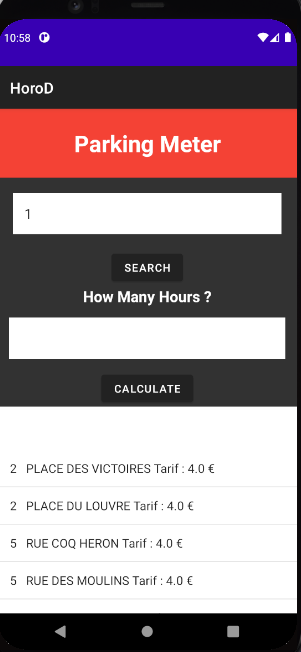 10:58
HoroD
Parking Meter
1
SEARCH
How Many Hours ?
CALCULATE
2 PLACE DES VICTOIRES Tarif : 4.0 €
2 PLACE DU LOUVRE Tarif : 4.0 €
5 RUE COQ HERON Tarif : 4.0 €
5 RUE DES MOULINS Tarif : 4.0 €